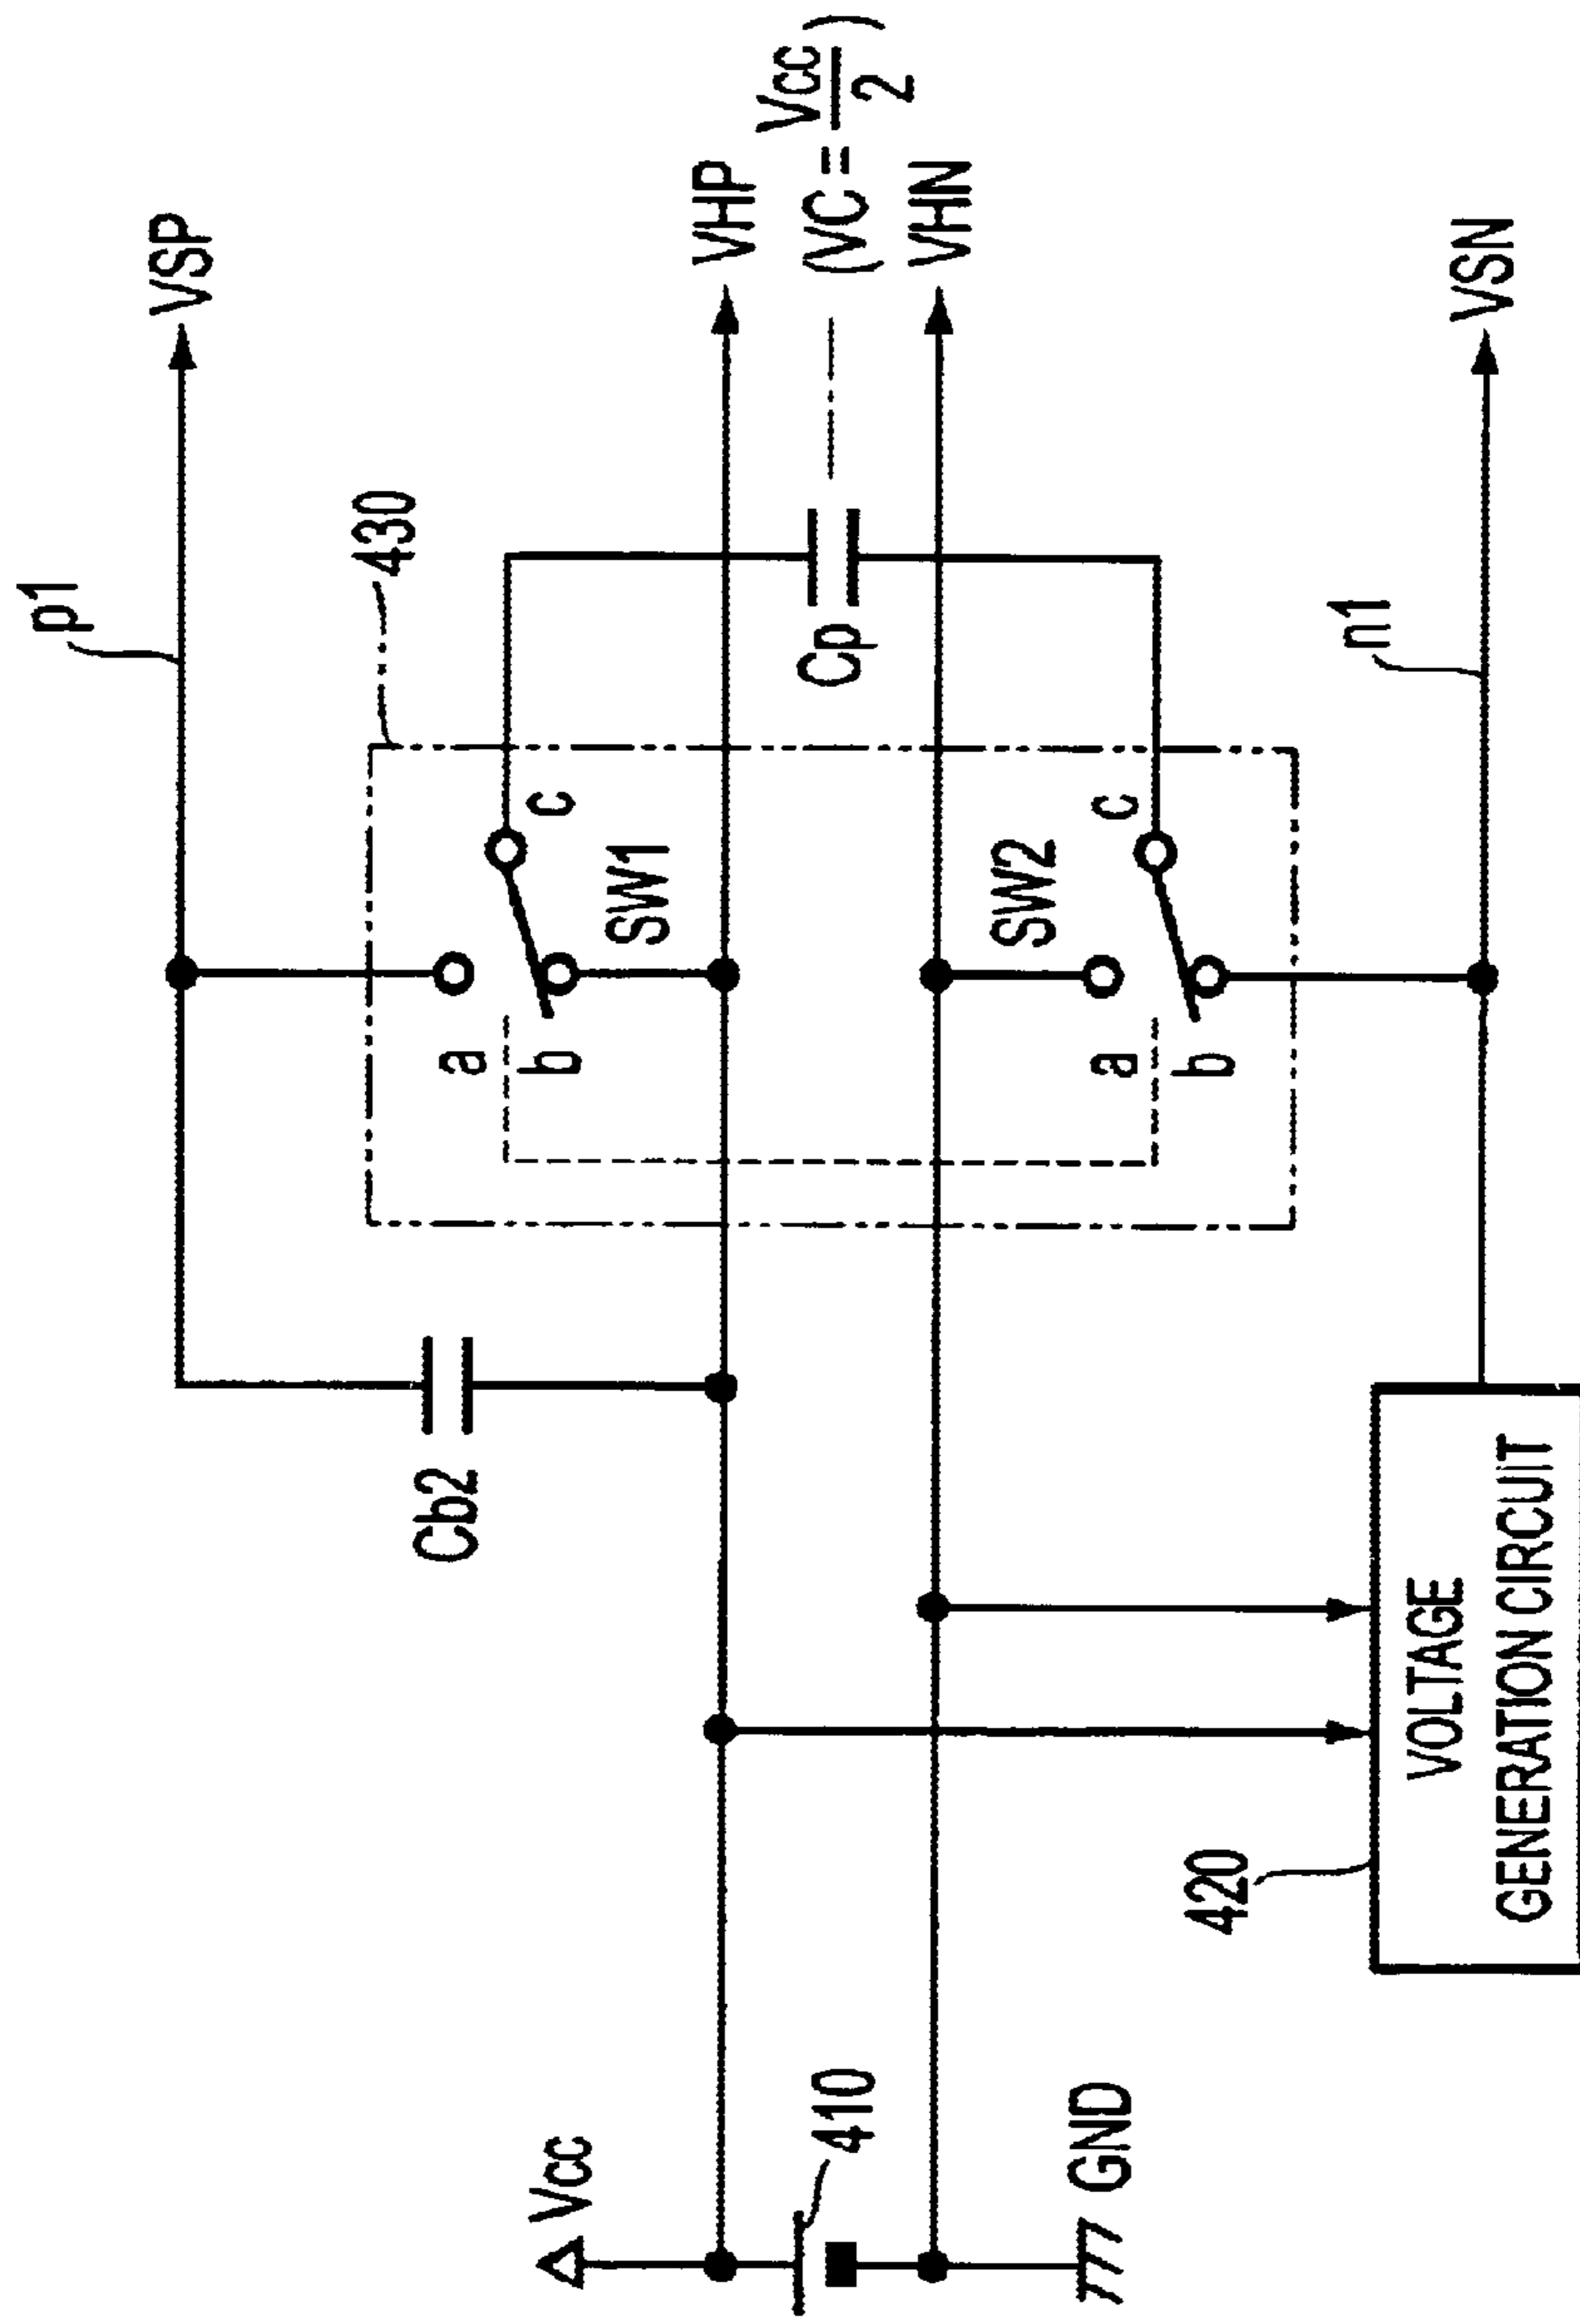 VSP
p1
430
VHP
(VC = Vcc/2)
VHN
VSN
n1
Cp
c
SW1
a
b
c
SW2
a
b
Cb2
Vcc
410
GND
420
VOLTAGE
GENERATION CIRCUIT